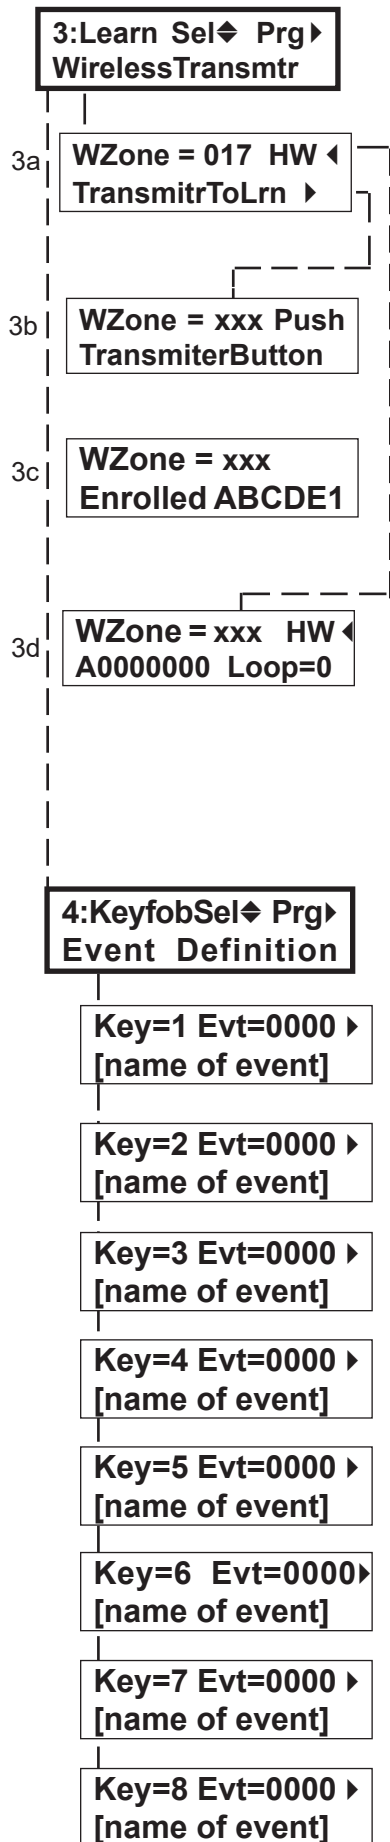 3:Learn Sel♦ Prg▶
WirelessTransmtr
3a
WZone = 017 HW ◀
TransmitrToLrn ▶
3b
WZone = xxx Push
TransmiterButton
3c
WZone = xxx
Enrolled ABCDE1
3d
WZone = xxx HW ◀
A0000000 Loop=0
4:KeyfobSel♦ Prg▶
Event Definition
Key=1 Evt=0000 ▶
[name of event]
Key=2 Evt=0000 ▶
[name of event]
Key=3 Evt=0000 ▶
[name of event]
Key=4 Evt=0000 ▶
[name of event]
Key=5 Evt=0000 ▶
[name of event]
Key=6 Evt=0000▶
[name of event]
Key=7 Evt=0000 ▶
[name of event]
Key=8 Evt=0000 ▶
[name of event]